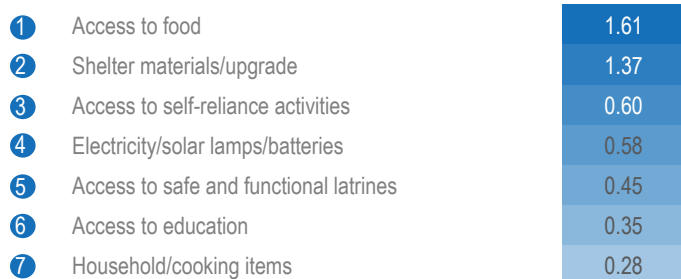 1 Access to food 1.61
2 Shelter materials/upgrade 1.37
3 Access to self-reliance activities 0.60
4 Electricity/solar lamps/batteries 0.58
5 Access to safe and functional latrines 0.45
6 Access to education 0.35
7 Household/cooking items 0.28